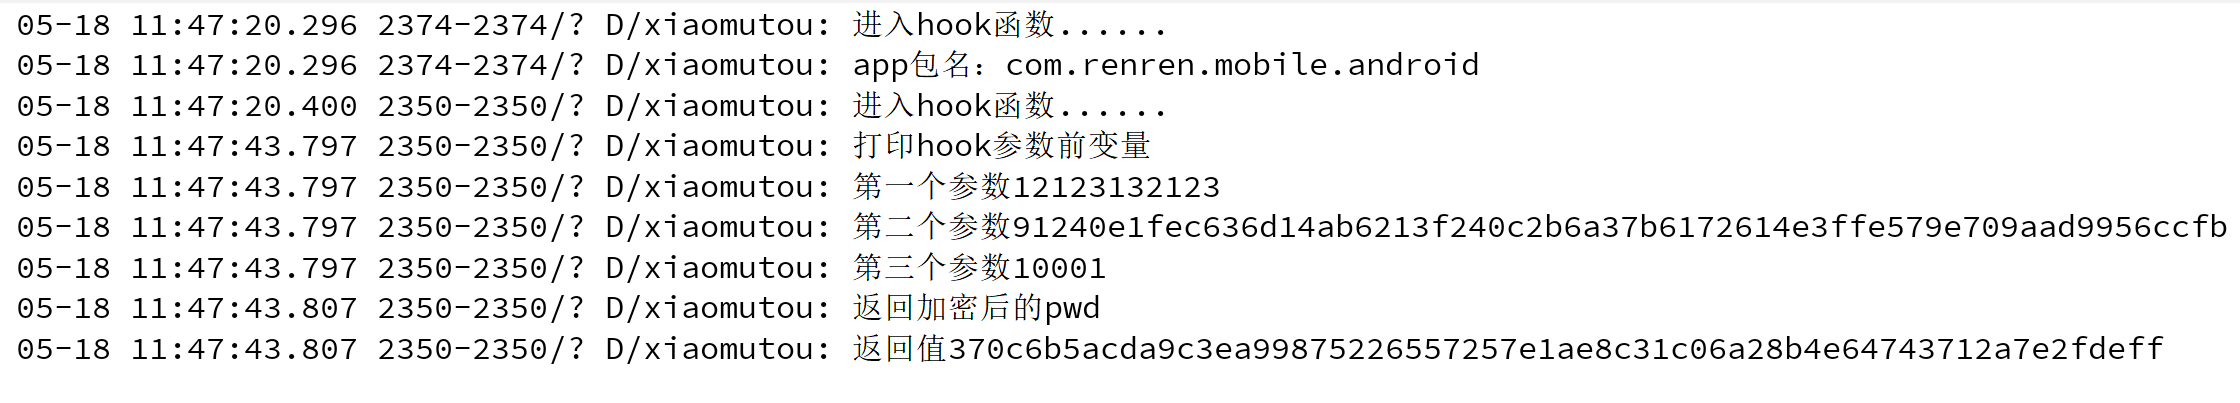 05-18 11:47:20.296 2374-2374/? D/xiaomutou: 进入hook函数......
05-18 11:47:20.296 2374-2374/? D/xiaomutou: app包名：com.renren.mobile.android
05-18 11:47:20.400 2350-2350/? D/xiaomutou: 进入hook函数......
05-18 11:47:43.797 2350-2350/? D/xiaomutou: 打印hook参数前变量
05-18 11:47:43.797 2350-2350/? D/xiaomutou: 第一个参数12123132123
05-18 11:47:43.797 2350-2350/? D/xiaomutou: 第二个参数91240e1fec636d14ab6213f240c2b6a37b6172614e3ffe579e709aad9956ccfb
05-18 11:47:43.797 2350-2350/? D/xiaomutou: 第三个参数10001
05-18 11:47:43.807 2350-2350/? D/xiaomutou: 返回加密后的pwd
05-18 11:47:43.807 2350-2350/? D/xiaomutou: 返回值370c6b5acda9c3ea99875226557257e1ae8c31c06a28b4e64743712a7e2fdeff